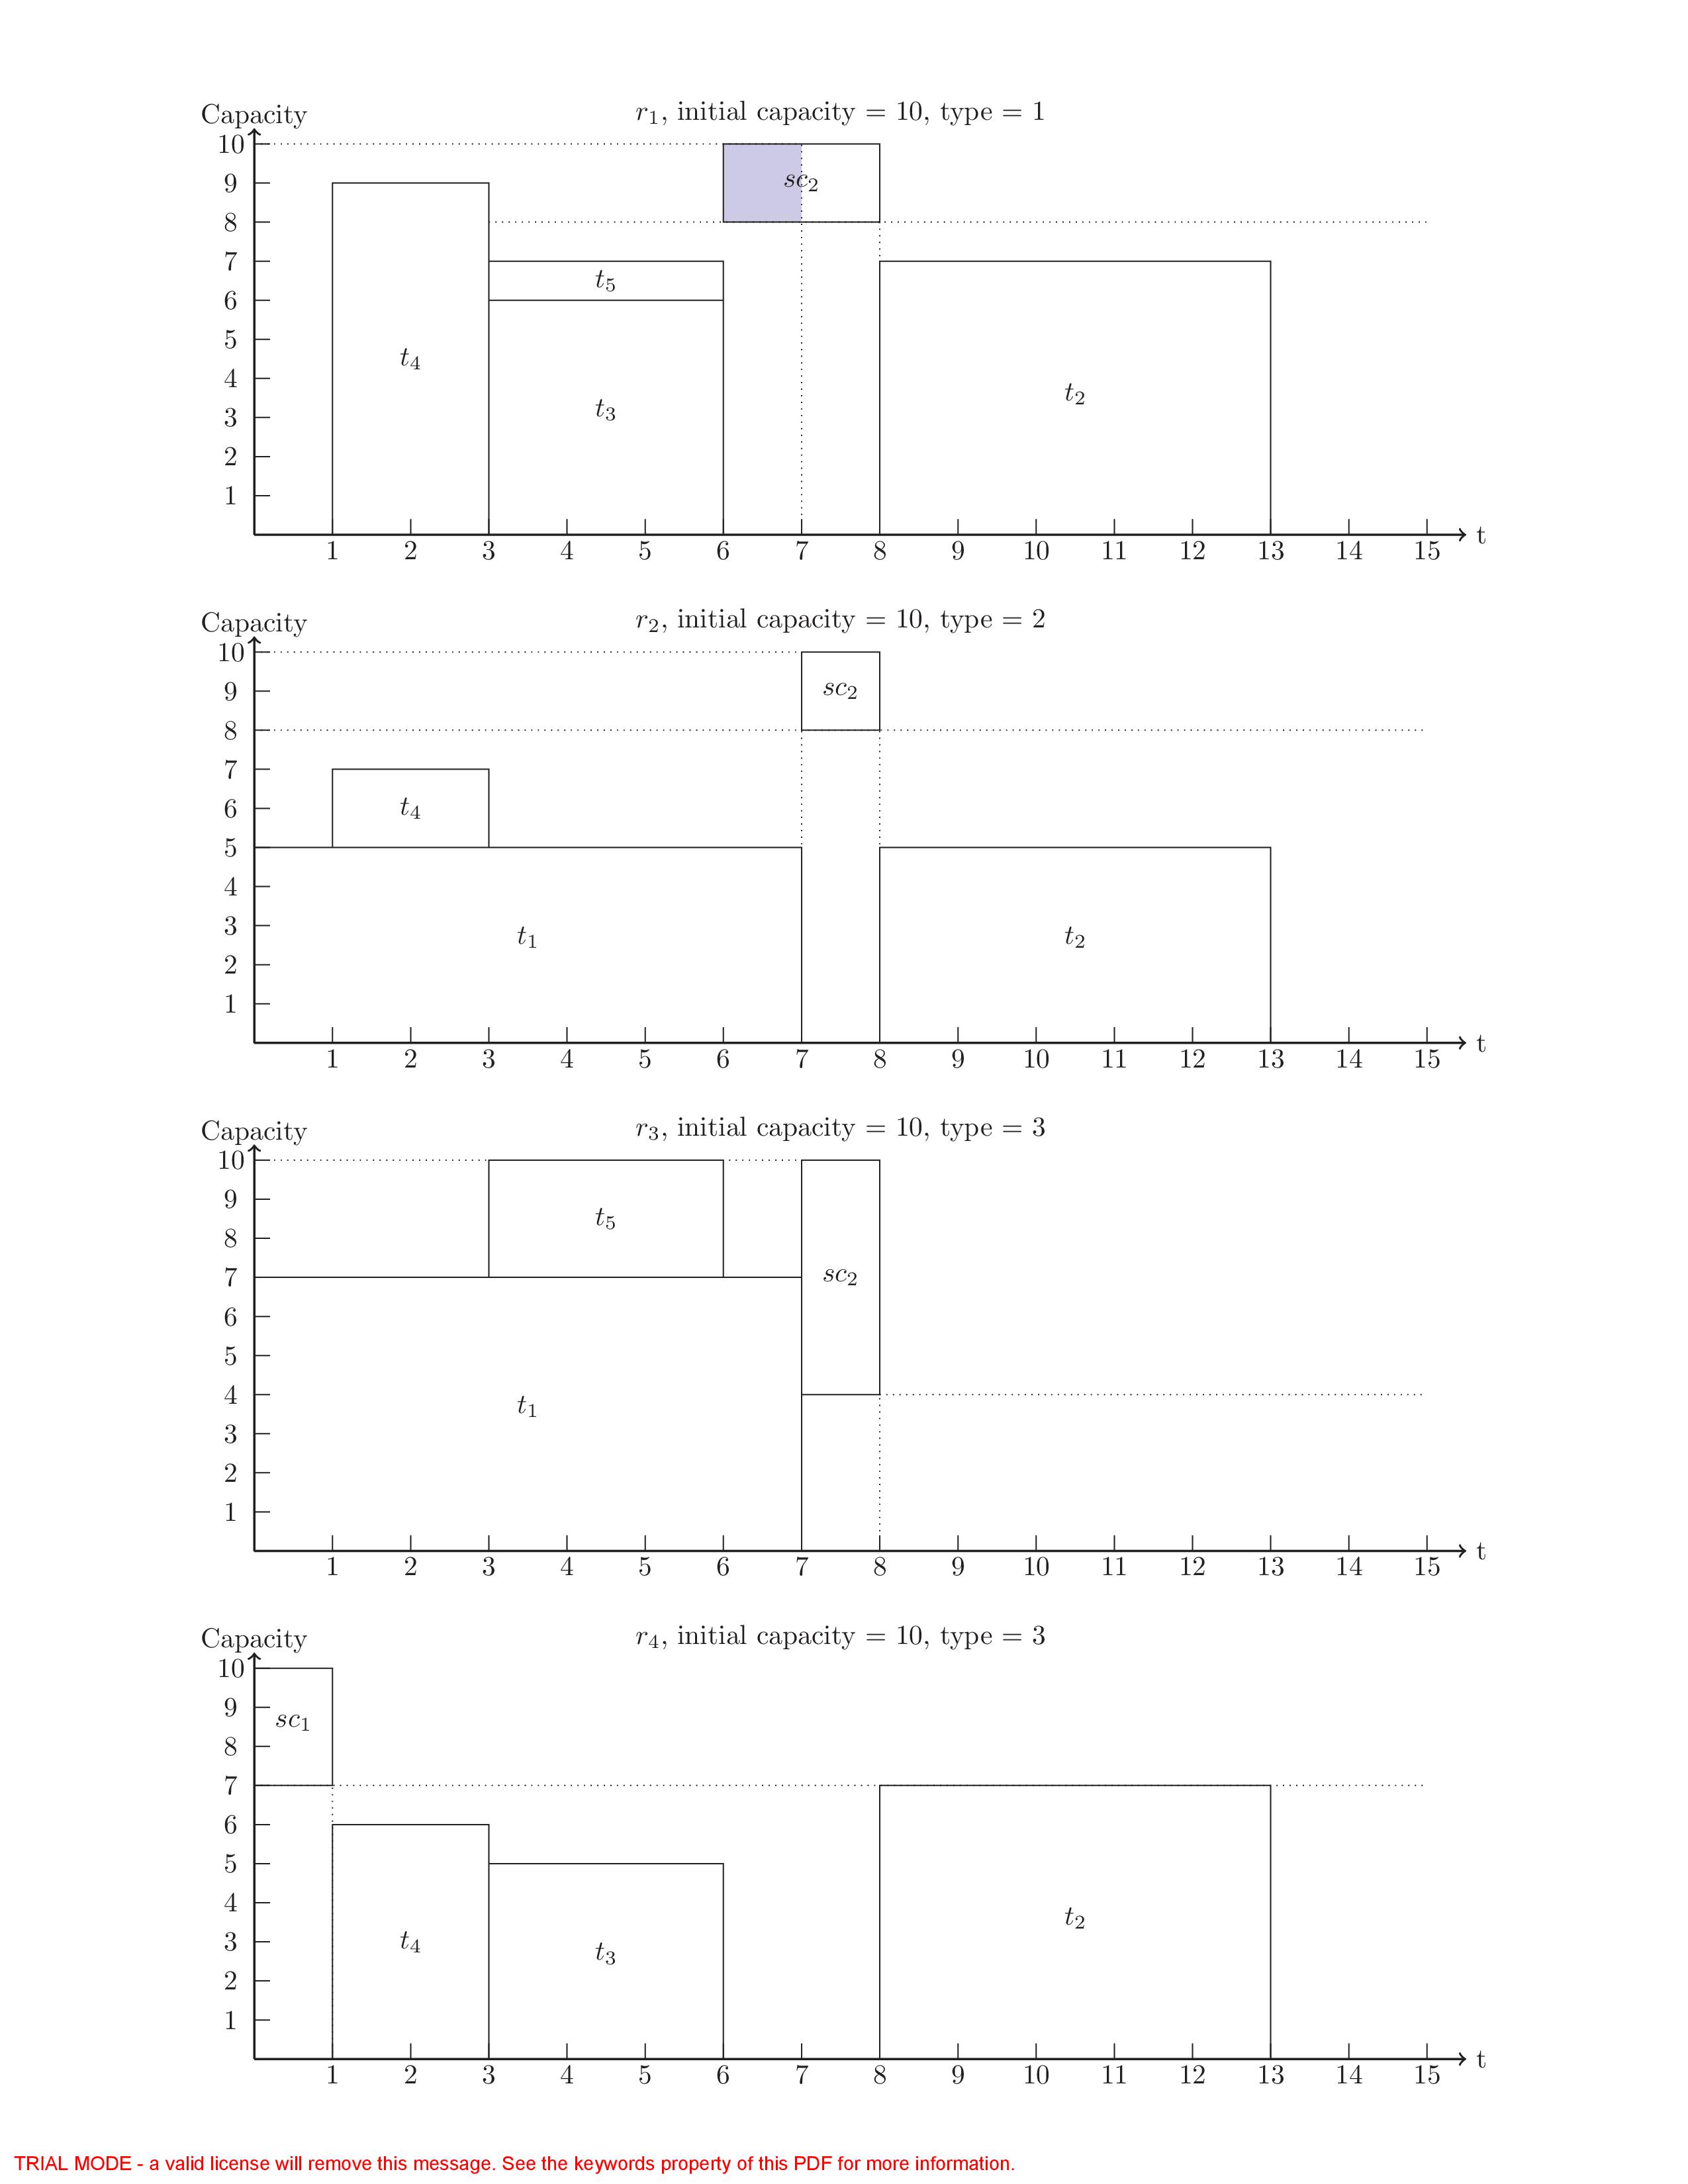 r1, initial capacity = 10, type = 1
Capacity
10
9
8
7
6
5
4
3
2
1
sc2
t5
t4
t3
t2
1 2 3 4 5 6 7 8 9 10 11 12 13 14 15 t
r2, initial capacity = 10, type = 2
Capacity
10
9
8
7
6
5
4
3
2
1
sc2
t4
t1
t2
1 2 3 4 5 6 7 8 9 10 11 12 13 14 15 t
r3, initial capacity = 10, type = 3
Capacity
10
9
8
7
6
5
4
3
2
1
t5
sc2
t1
1 2 3 4 5 6 7 8 9 10 11 12 13 14 15 t
r4, initial capacity = 10, type = 3
Capacity
10
9
8
7
6
5
4
3
2
1
sc1
t4
t3
t2
1 2 3 4 5 6 7 8 9 10 11 12 13 14 15 t
TRIAL MODE - a valid license will remove this message. See the keywords property of this PDF for more information.